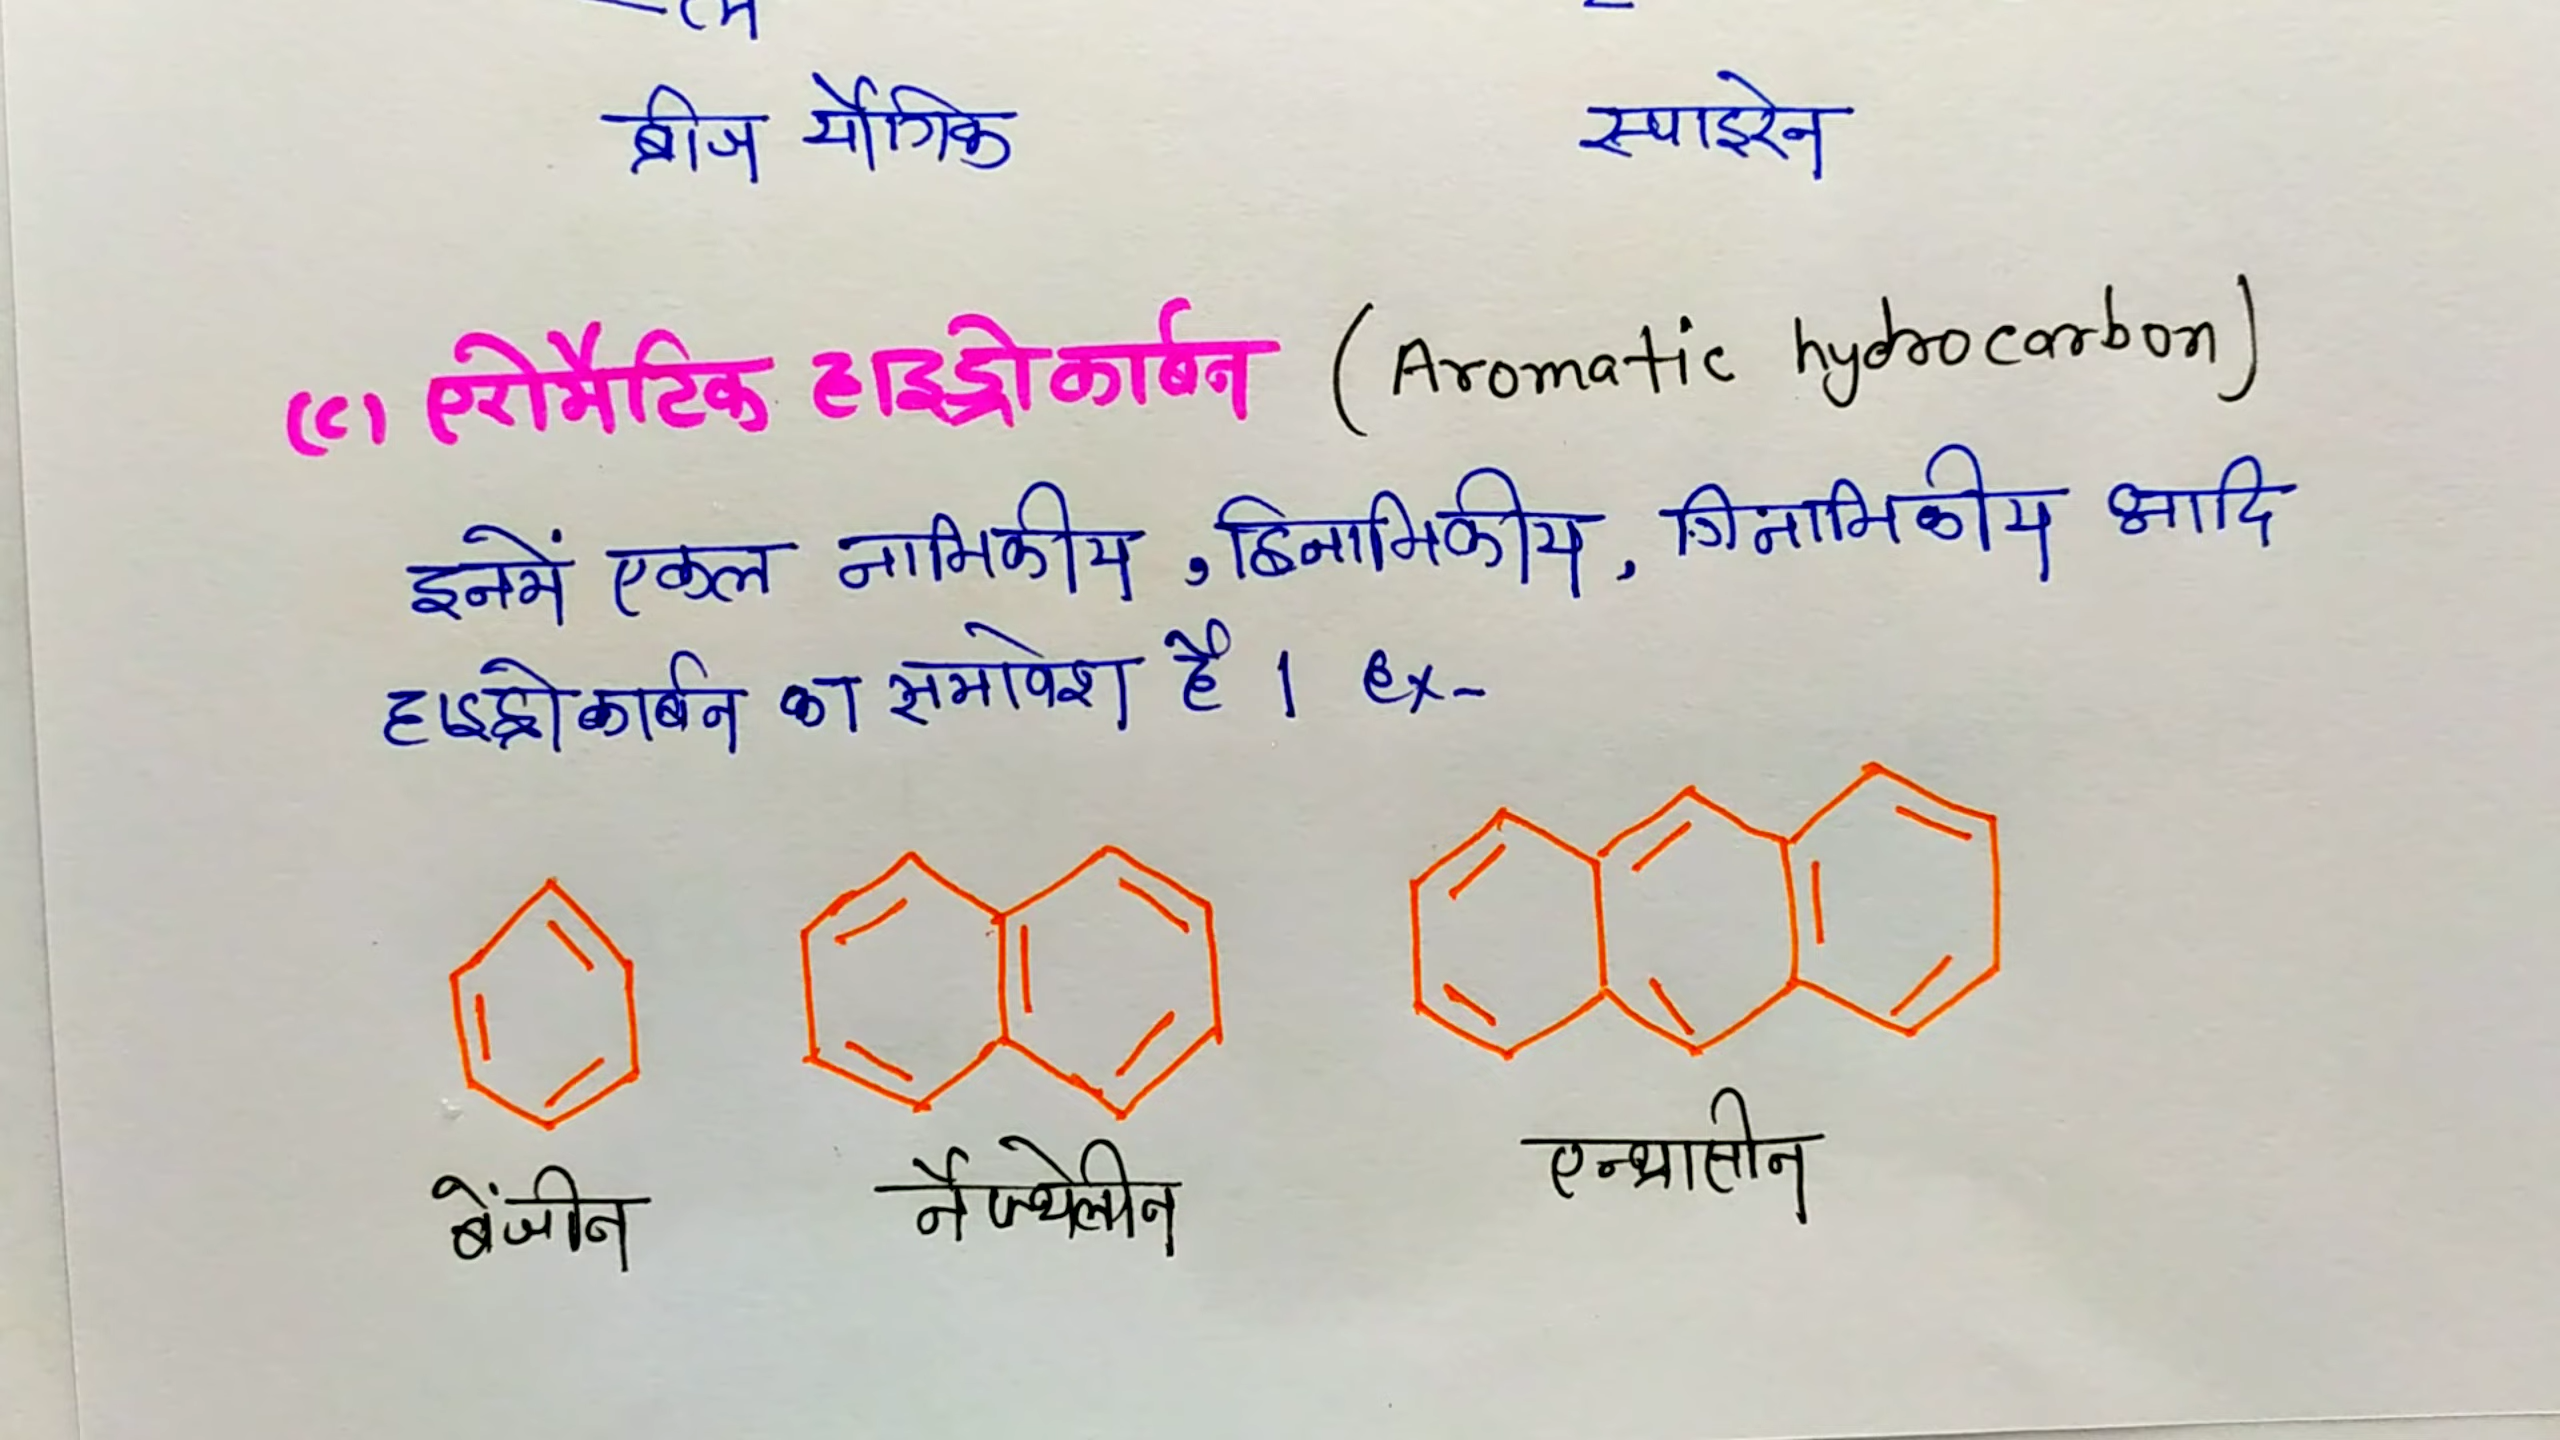 ब्रीज यौगिक स्पाइरेन
(c) एरोमैटिक हाइड्रोकार्बन (Aromatic hydrocarbon)
इनमें एकल नाभिकीय, द्विनाभिकीय, त्रिनाभिकीय आदि
हाइड्रोकार्बन का समावेश है । ex-
बेंजीन नैफ्थेलीन एन्थ्रासीन